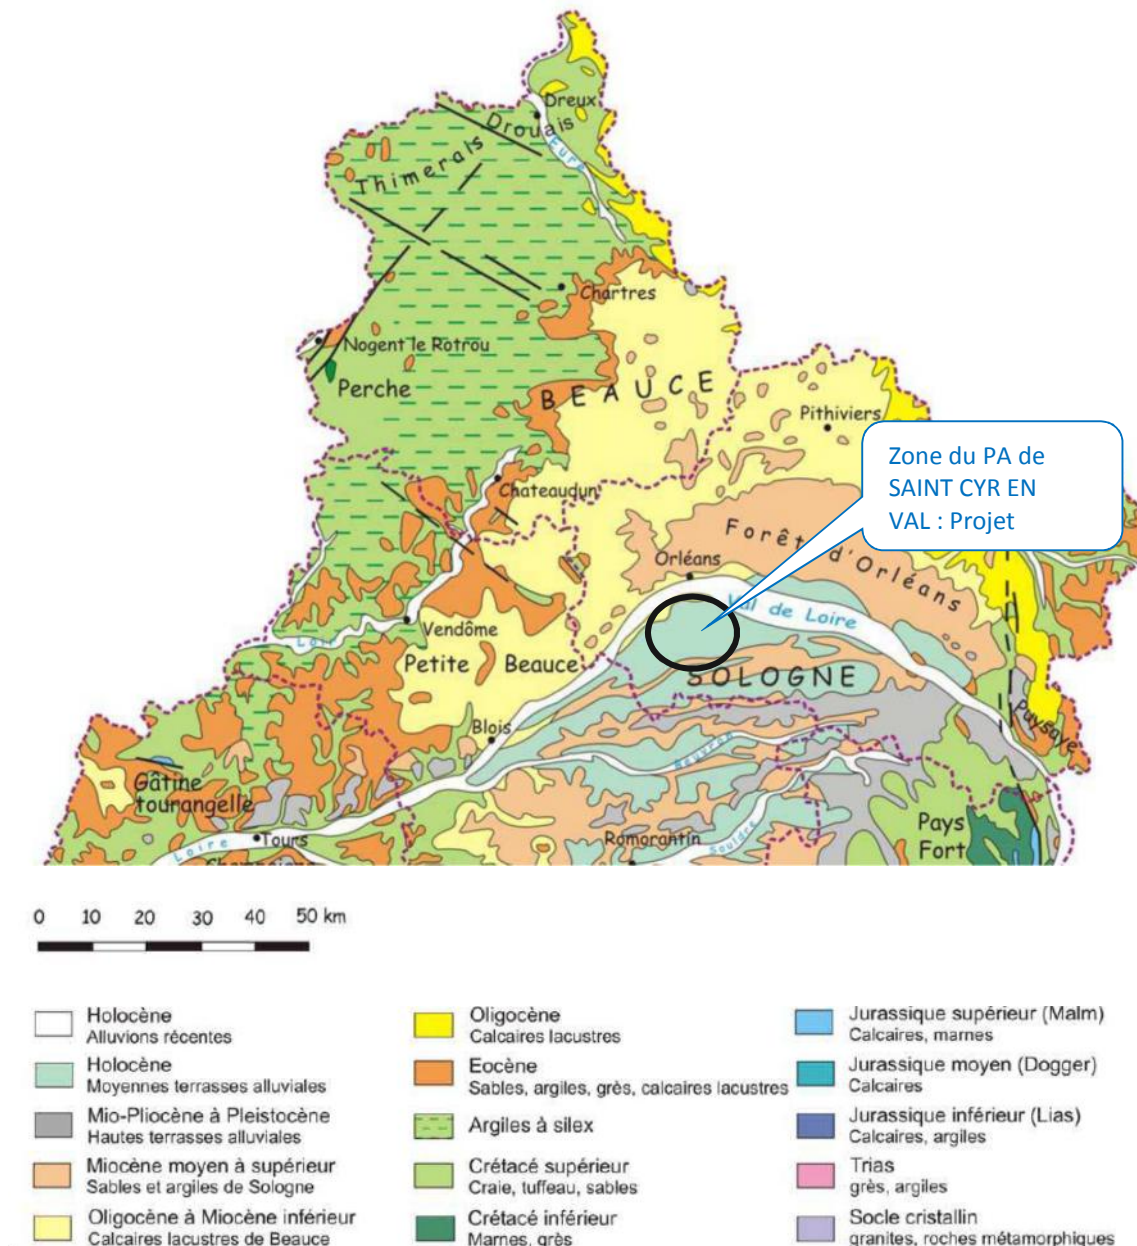 Dreux
Drouais
Eure
Thimerais
Chartres
Nogent le Rotrou
Perche
BEAUCE
Pithiviers
Zone du PA de
SAINT CYR EN
VAL : Projet
Chateaudun
Forêt d'Orléans
Orléans
Val de Loire
Loir
Vendôme
Petite Beauce
SOLOGNE
Puysaye
Blois
Beuvron
Gâtine
tourangelle
Pays
Fort
Loire
Tours
Romorantin
Souldre
0 10 20 30 40 50 km
Holocène
Alluvions récentes
Holocène
Moyennes terrasses alluviales
Mio-Pliocène à Pleistocène
Hautes terrasses alluviales
Miocène moyen à supérieur
Sables et argiles de Sologne
Oligocène à Miocène inférieur
Calcaires lacustres de Beauce
Oligocène
Calcaires lacustres
Eocène
Sables, argiles, grès, calcaires lacustres
Argiles à silex
Crétacé supérieur
Craie, tuffeau, sables
Crétacé inférieur
Marnes, grès
Jurassique supérieur (Malm)
Calcaires, marnes
Jurassique moyen (Dogger)
Calcaires
Jurassique inférieur (Lias)
Calcaires, argiles
Trias
grès, argiles
Socle cristallin
granites, roches métamorphiques